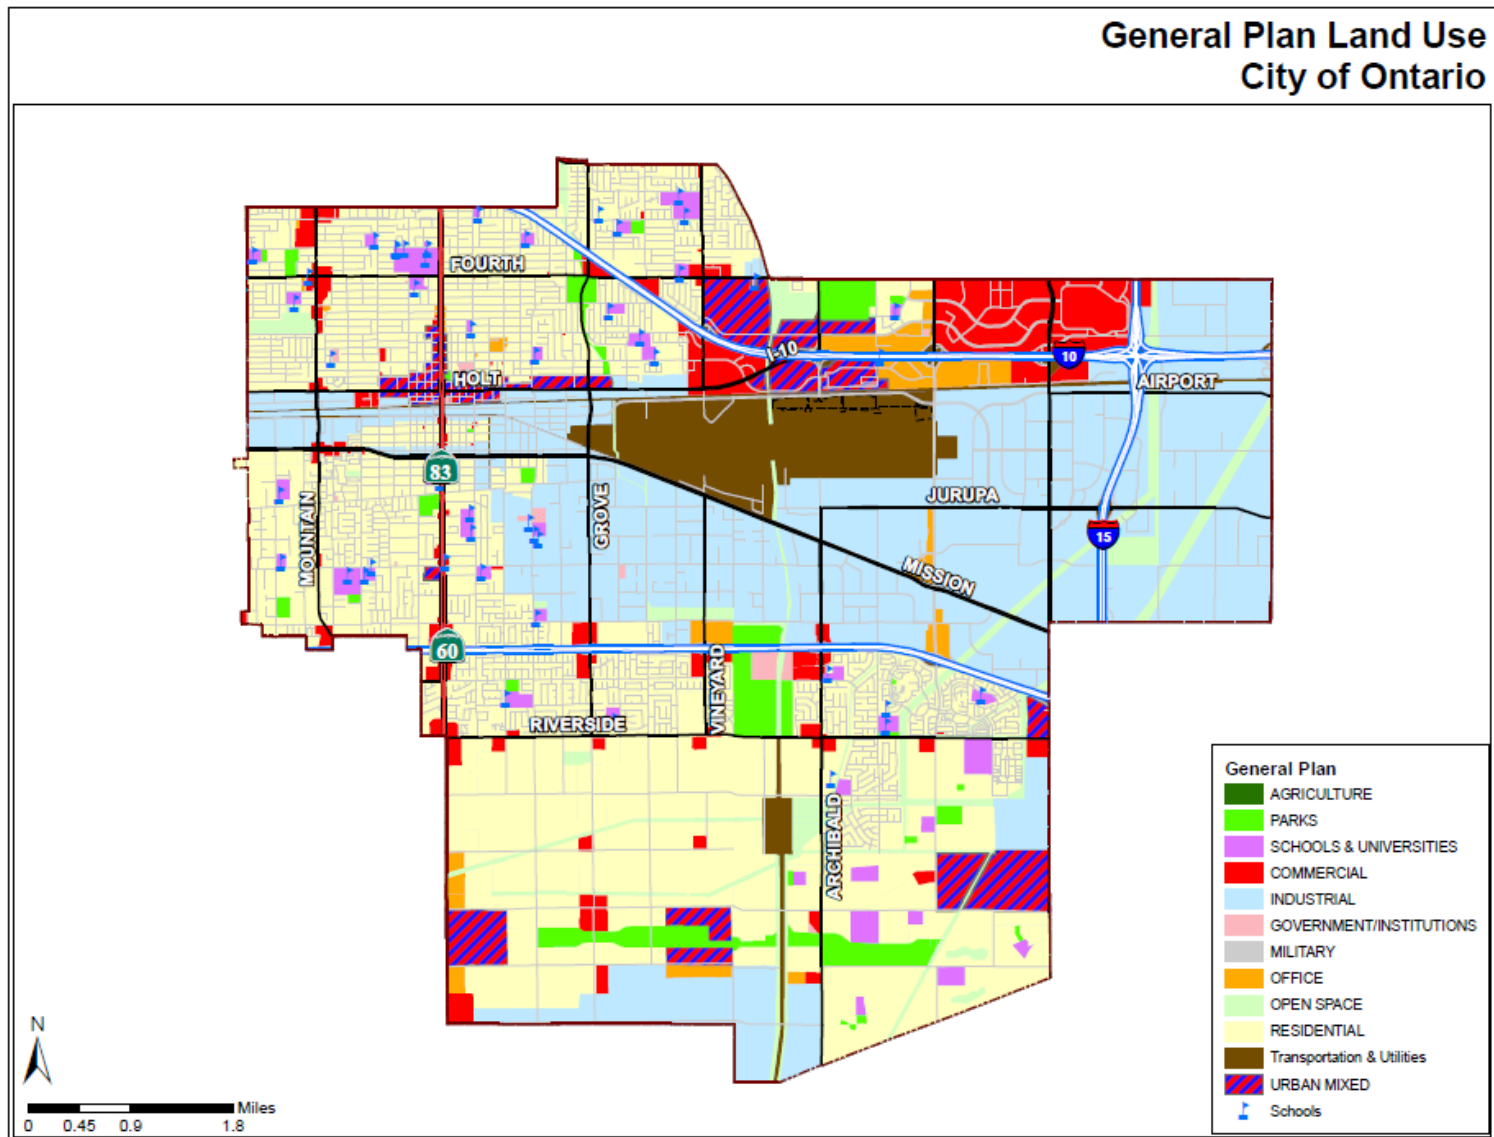 General Plan Land Use
City of Ontario
FOURTH
I-10
10
HOLT
AIRPORT
83
MOUNTAIN
GROVE
JURUPA
15
MISSION
60
VINEYARD
RIVERSIDE
ARCHIBALD
General Plan
AGRICULTURE
PARKS
SCHOOLS & UNIVERSITIES
COMMERCIAL
INDUSTRIAL
GOVERNMENT/INSTITUTIONS
MILITARY
OFFICE
OPEN SPACE
RESIDENTIAL
Transportation & Utilities
URBAN MIXED
Schools
N
Miles
0 0.45 0.9 1.8